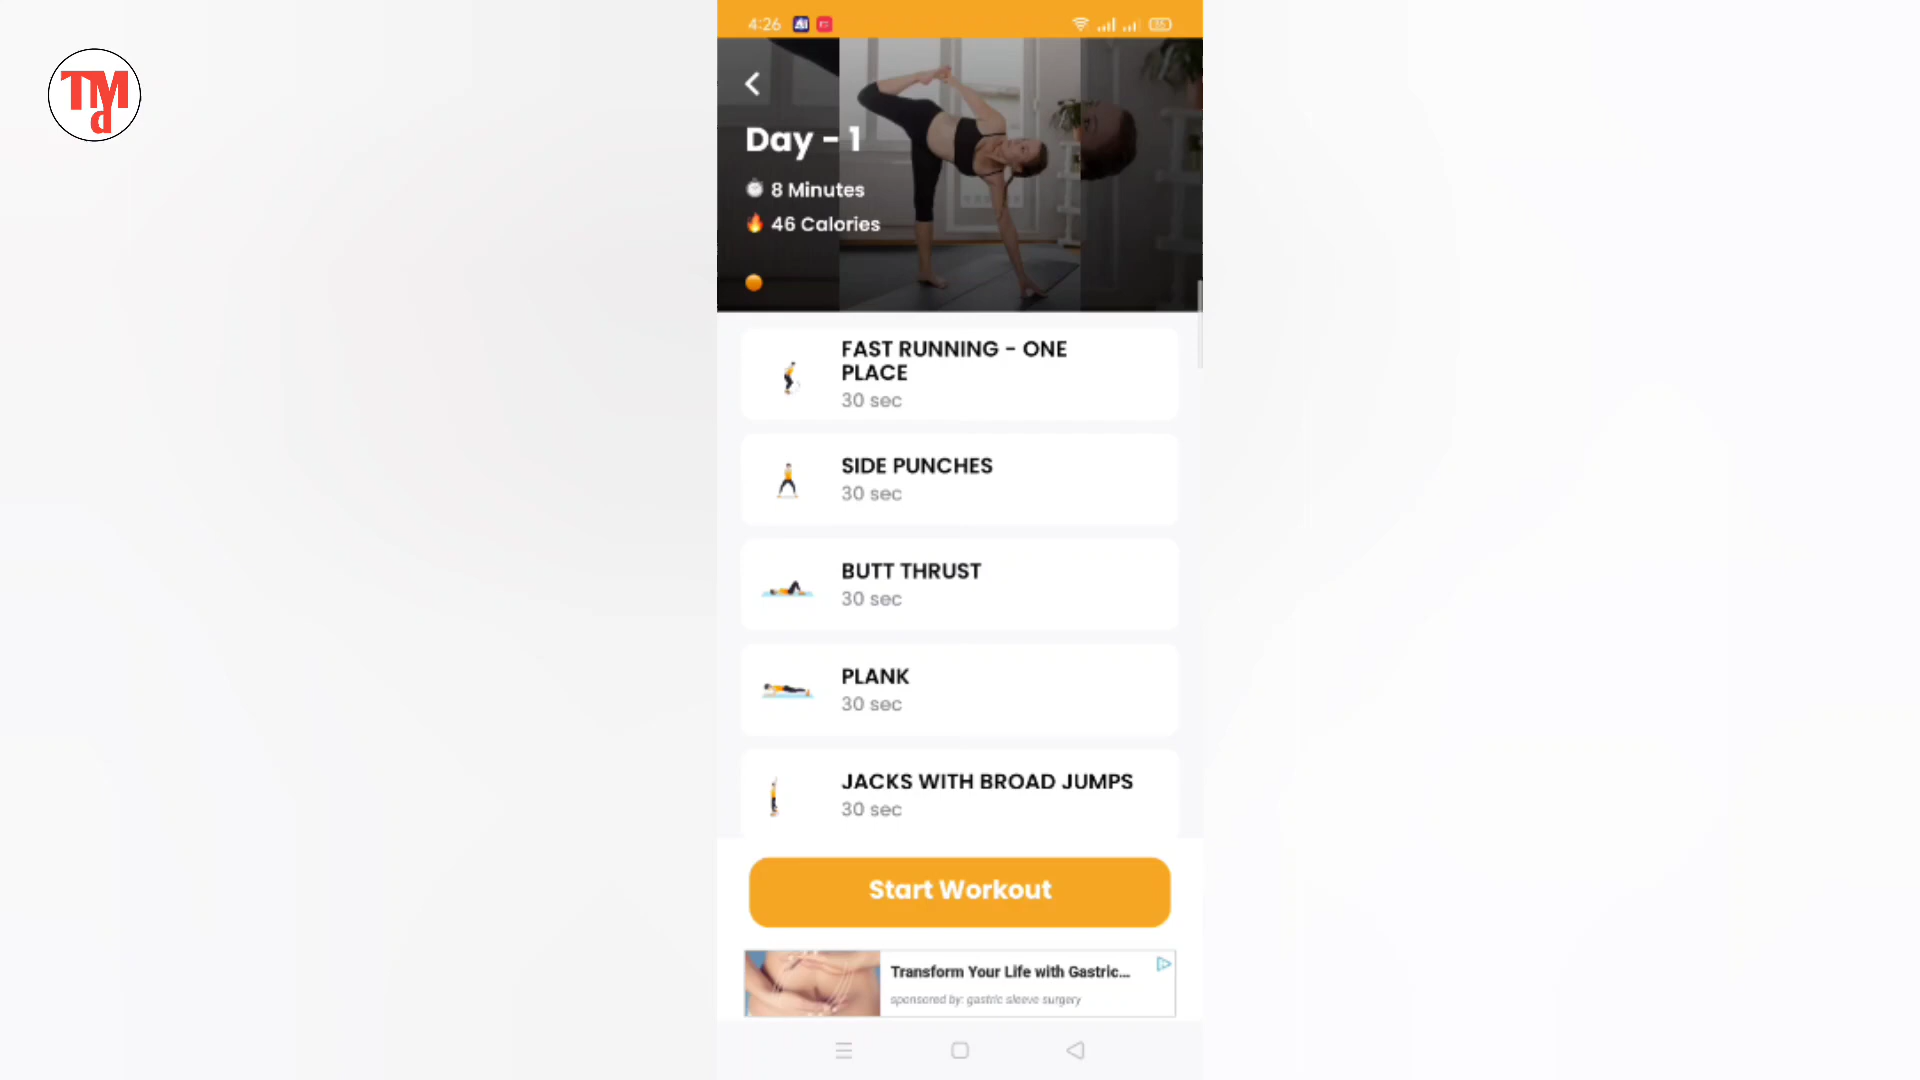 TM
d
4:26
Day - 1
8 Minutes
46 Calories
FAST RUNNING - ONE
PLACE
30 sec
SIDE PUNCHES
30 sec
BUTT THRUST
30 sec
PLANK
30 sec
JACKS WITH BROAD JUMPS
30 sec
Start Workout
Transform Your Life with Gastric...
sponsored by: gastric sleeve surgery